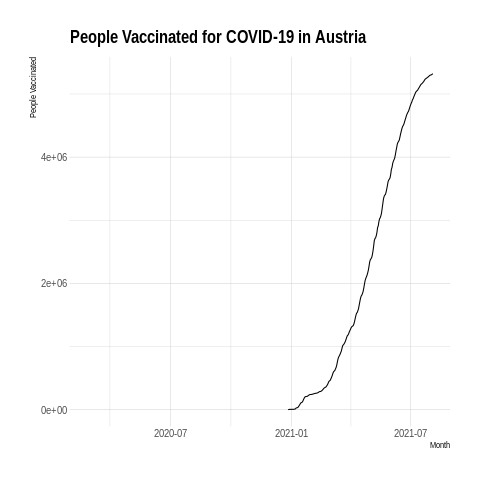 People Vaccinated for COVID-19 in Austria
People Vaccinated
4e+06
2e+06
0e+00
2020-07 2021-01 2021-07
Month